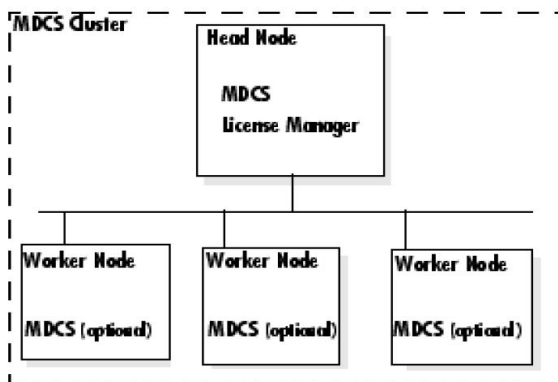 MDCS Cluster
Head Node
MDCS
License Manager
Worker Node
MDCS (optional)
Worker Node
MDCS (optional)
Worker Node
MDCS (optional)